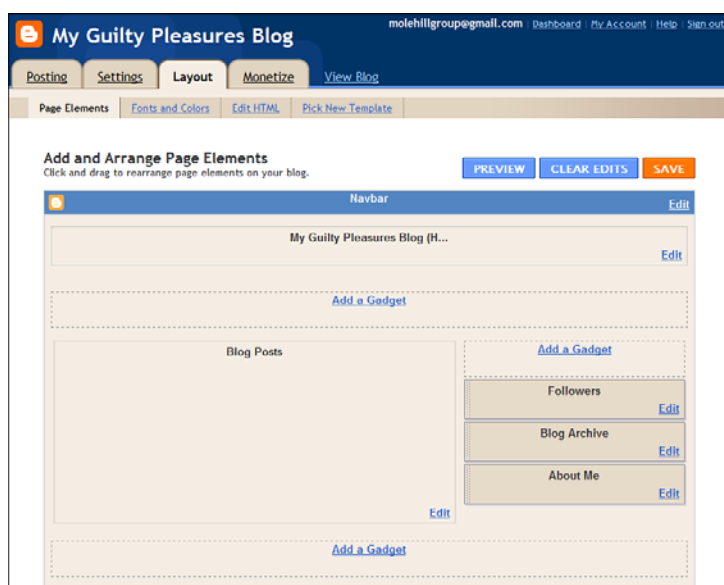 molehillgroup@gmail.com | Dashboard | My Account | Help | Sign out
My Guilty Pleasures Blog
Posting Settings Layout Monetize View Blog
Page Elements Fonts and Colors Edit HTML Pick New Template
Add and Arrange Page Elements
Click and drag to rearrange page elements on your blog.
PREVIEW CLEAR EDITS SAVE
Navbar
Edit
My Guilty Pleasures Blog (H...
Edit
Add a Gadget
Blog Posts
Edit
Add a Gadget
Followers
Edit
Blog Archive
Edit
About Me
Edit
Add a Gadget